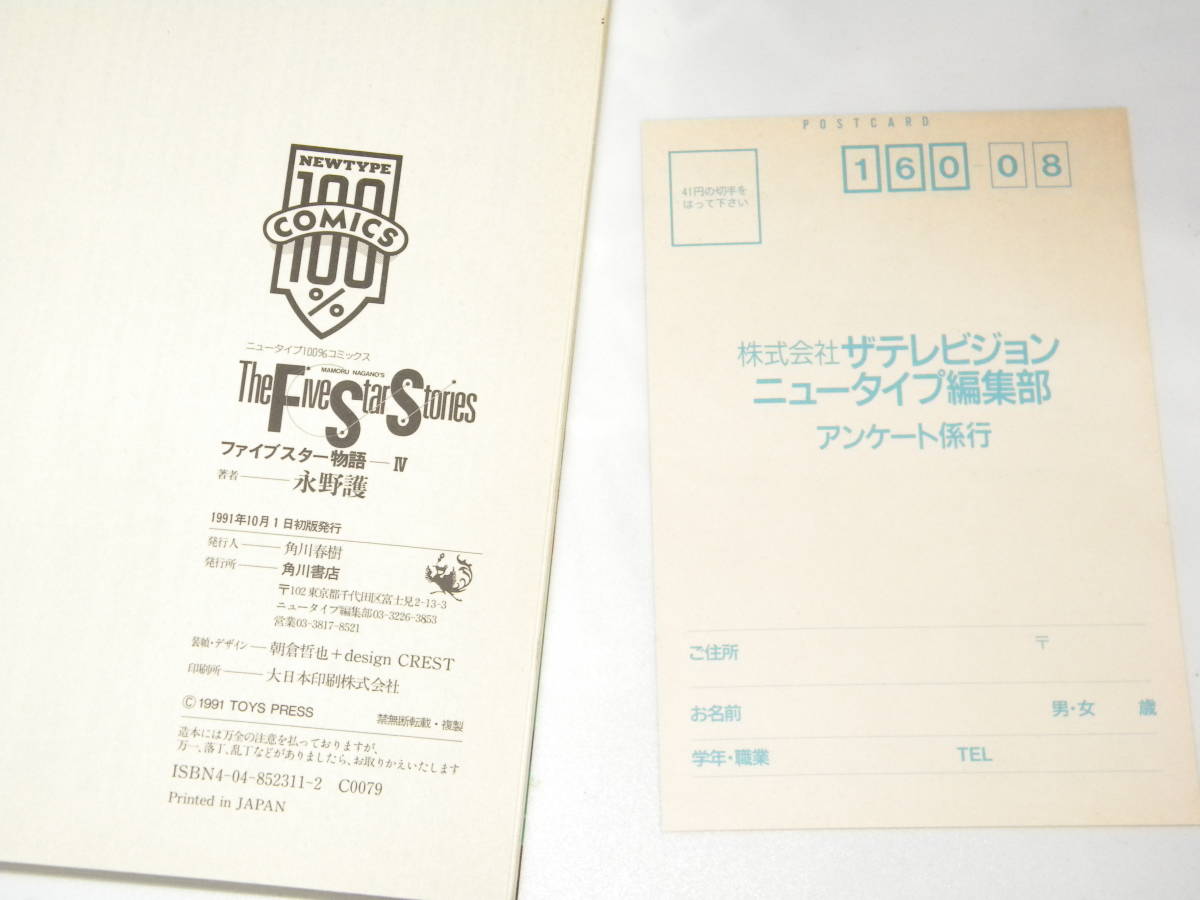 NEWTYPE
100
COMICS
100
%
ニュータイプ100%コミックス
MAMORU NAGANO'S
The Five Star Stories
ファイブスター物語—IV
著者——永野護
1991年10月1日初版発行
発行人——角川春樹
発行所——角川書店
〒102 東京都千代田区富士見2-13-3
ニュータイプ編集部03-3226-3853
営業03-3817-8521
装幀・デザイン—朝倉哲也+design CREST
印刷所——大日本印刷株式会社
©1991 TOYS PRESS 禁無断転載・複製
造本には万全の注意を払っておりますが、
万一、落丁、乱丁などがありましたら、お取りかえいたします
ISBN4-04-852311-2 C0079
Printed in JAPAN
POSTCARD
160-08
41円の切手を
はって下さい
株式会社ザテレビジョン
ニュータイプ編集部
アンケート係行
ご住所 〒
お名前 男・女 歳
学年・職業 TEL